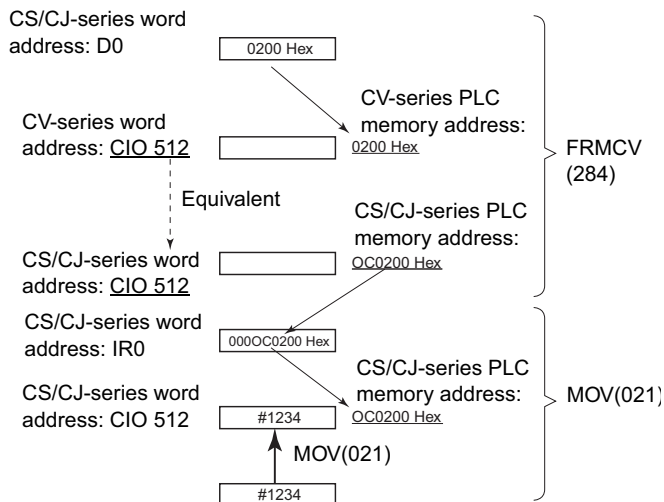 CS/CJ-series word
address: D0
0200 Hex
CV-series PLC
memory address:
0200 Hex
CV-series word
address: CIO 512
FRMCV
(284)
Equivalent
CS/CJ-series PLC
memory address:
OC0200 Hex
CS/CJ-series word
address: CIO 512
CS/CJ-series word
address: IR0
000OC0200 Hex
CS/CJ-series PLC
memory address:
OC0200 Hex
MOV(021)
CS/CJ-series word
address: CIO 512
#1234
MOV(021)
#1234